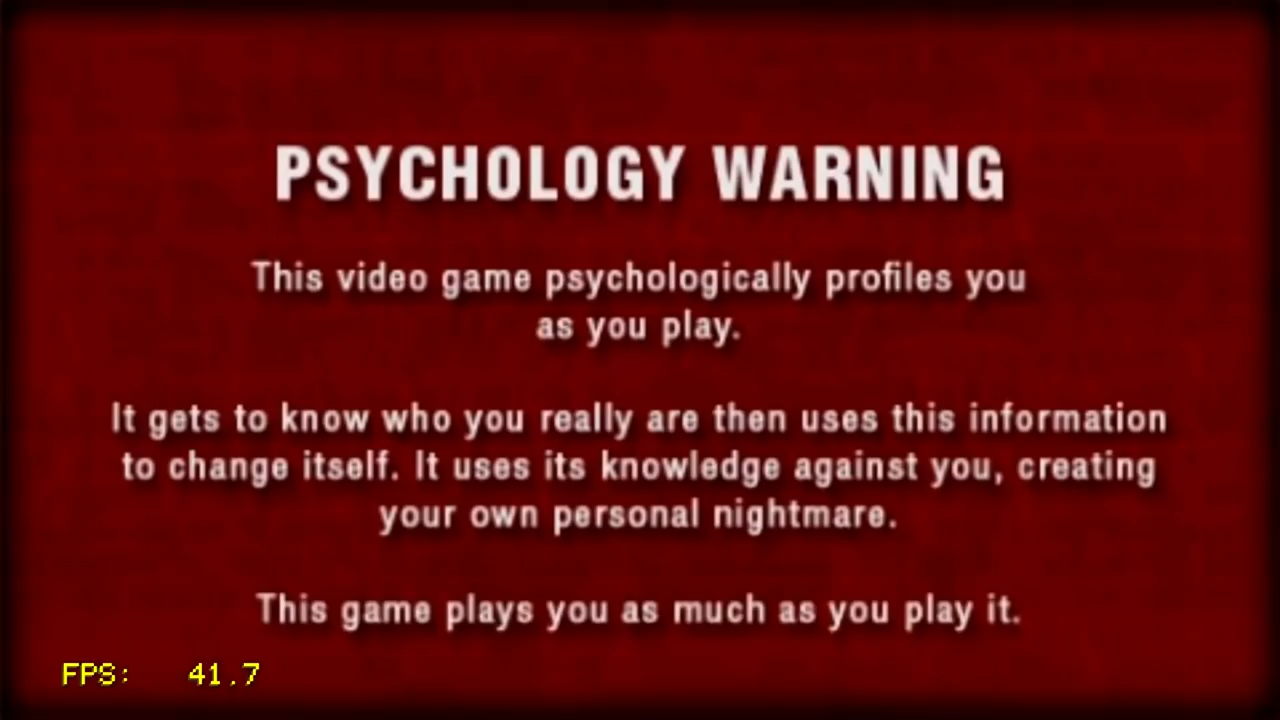 PSYCHOLOGY WARNING
This video game psychologically profiles you
as you play.
It gets to know who you really are then uses this information
to change itself. It uses its knowledge against you, creating
your own personal nightmare.
This game plays you as much as you play it.
FPS: 41.7